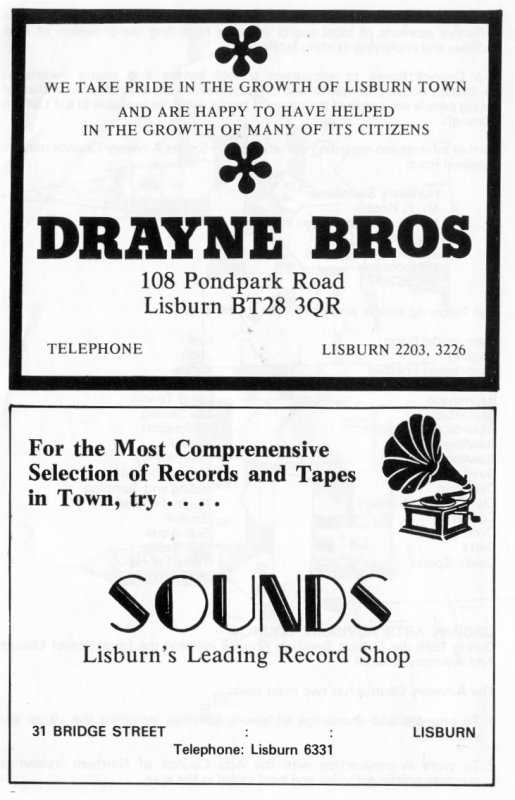 WE TAKE PRIDE IN THE GROWTH OF LISBURN TOWN
AND ARE HAPPY TO HAVE HELPED
IN THE GROWTH OF MANY OF ITS CITIZENS
DRAYNE BROS
108 Pondpark Road
Lisburn BT28 3QR
TELEPHONE LISBURN 2203, 3226
For the Most Comprenensive
Selection of Records and Tapes
in Town, try . . . .
SOUNDS
Lisburn's Leading Record Shop
31 BRIDGE STREET : : LISBURN
Telephone: Lisburn 6331